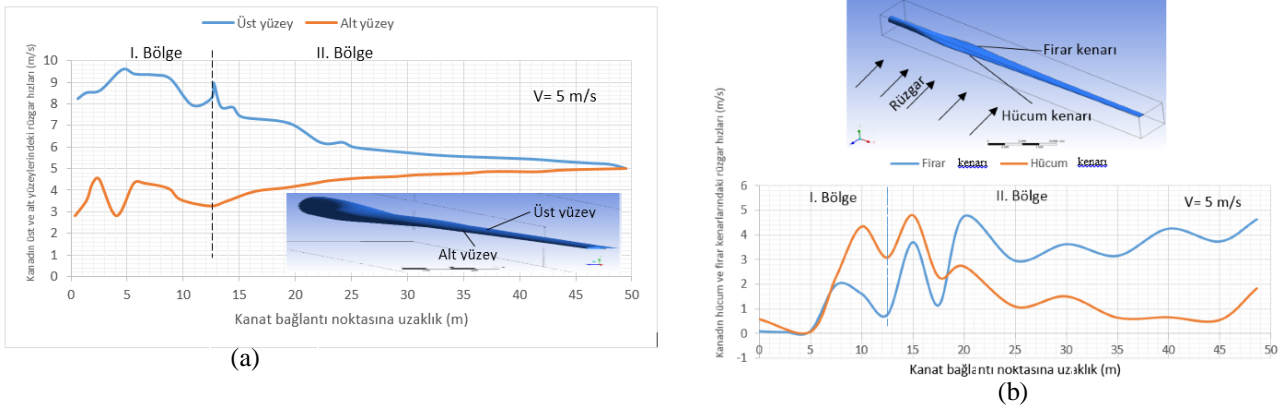 Üst yüzey Alt yüzey
I. Bölge II. Bölge
V= 5 m/s
Kanadın üst ve alt yüzeylerindeki rüzgar hızları (m/s)
10
9
8
7
6
5
4
3
2
1
0
Üst yüzey
Alt yüzey
0 5 10 15 20 25 30 35 40 45 50
Kanat bağlantı noktasına uzaklık (m)
(a)
Firar kenarı
Rüzgar
Hücum kenarı
Firar kenarı Hücum kenarı
I. Bölge II. Bölge
V= 5 m/s
Kanadın hücum ve firar kenarlarındaki rüzgar hızları (m/s)
6
5
4
3
2
1
0
-1
0 5 10 15 20 25 30 35 40 45 50
Kanat bağlantı noktasına uzaklık (m)
(b)